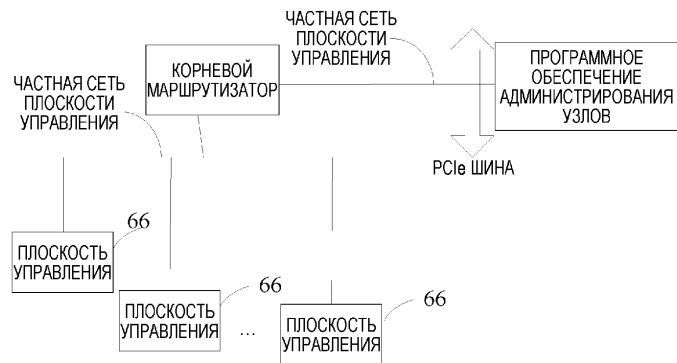 ЧАСТНАЯ СЕТЬ
ПЛОСКОСТИ
УПРАВЛЕНИЯ
КОРНЕВОЙ
МАРШРУТИЗАТОР
ПРОГРАММНОЕ
ОБЕСПЕЧЕНИЕ
АДМИНИСТРИРОВАНИЯ
УЗЛОВ
ЧАСТНАЯ СЕТЬ
ПЛОСКОСТИ
УПРАВЛЕНИЯ
PCIe ШИНА
66
ПЛОСКОСТЬ
УПРАВЛЕНИЯ
66
ПЛОСКОСТЬ
УПРАВЛЕНИЯ
...
66
ПЛОСКОСТЬ
УПРАВЛЕНИЯ